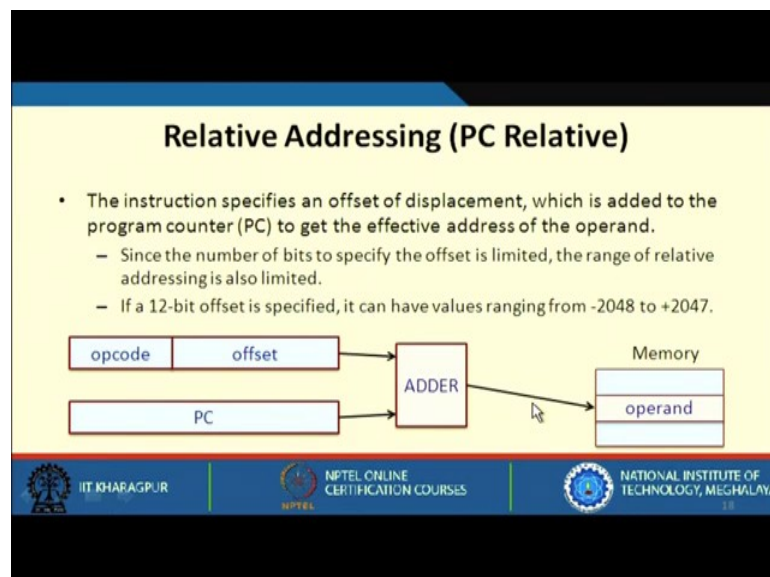 Relative Addressing (PC Relative)
• The instruction specifies an offset of displacement, which is added to the
program counter (PC) to get the effective address of the operand.
– Since the number of bits to specify the offset is limited, the range of relative
addressing is also limited.
– If a 12-bit offset is specified, it can have values ranging from -2048 to +2047.
opcode offset
PC
ADDER
Memory
operand
IIT KHARAGPUR
NPTEL
NPTEL ONLINE
CERTIFICATION COURSES
NATIONAL INSTITUTE OF
TECHNOLOGY, MEGHALAYA
18